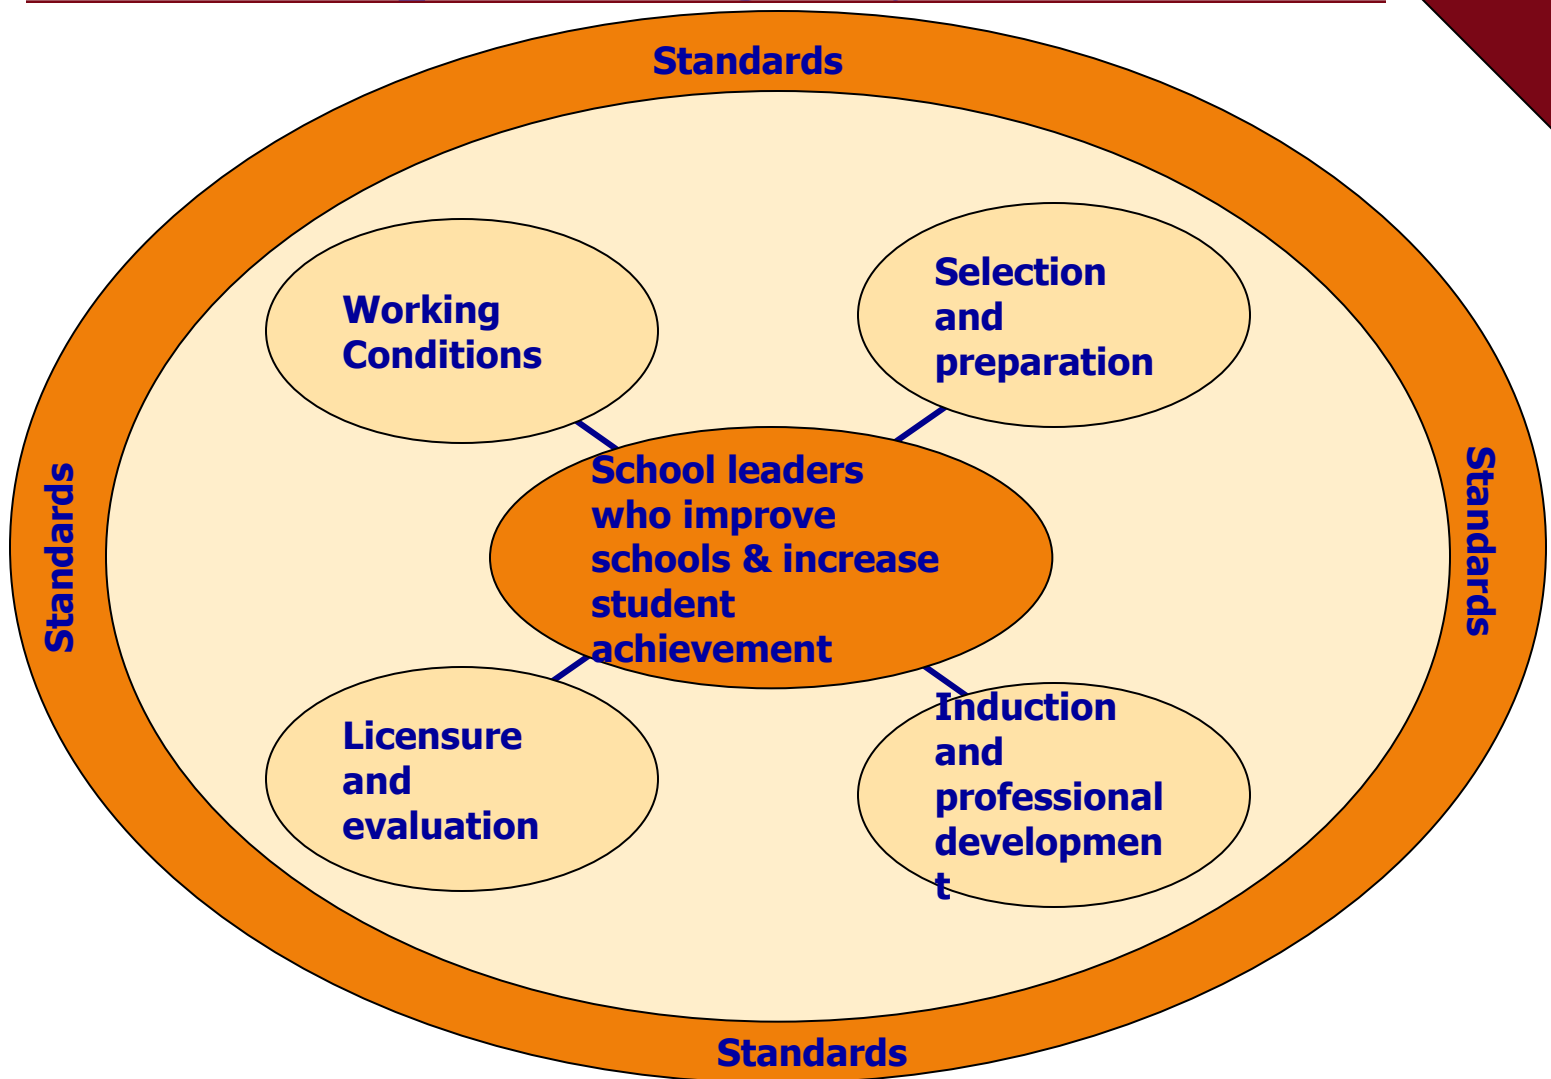 Standards
Working
Conditions
Selection
and
preparation
School leaders
who improve
schools & increase
student
achievement
Standards
Standards
Licensure
and
evaluation
Induction
and
professional
developmen
t
Standards